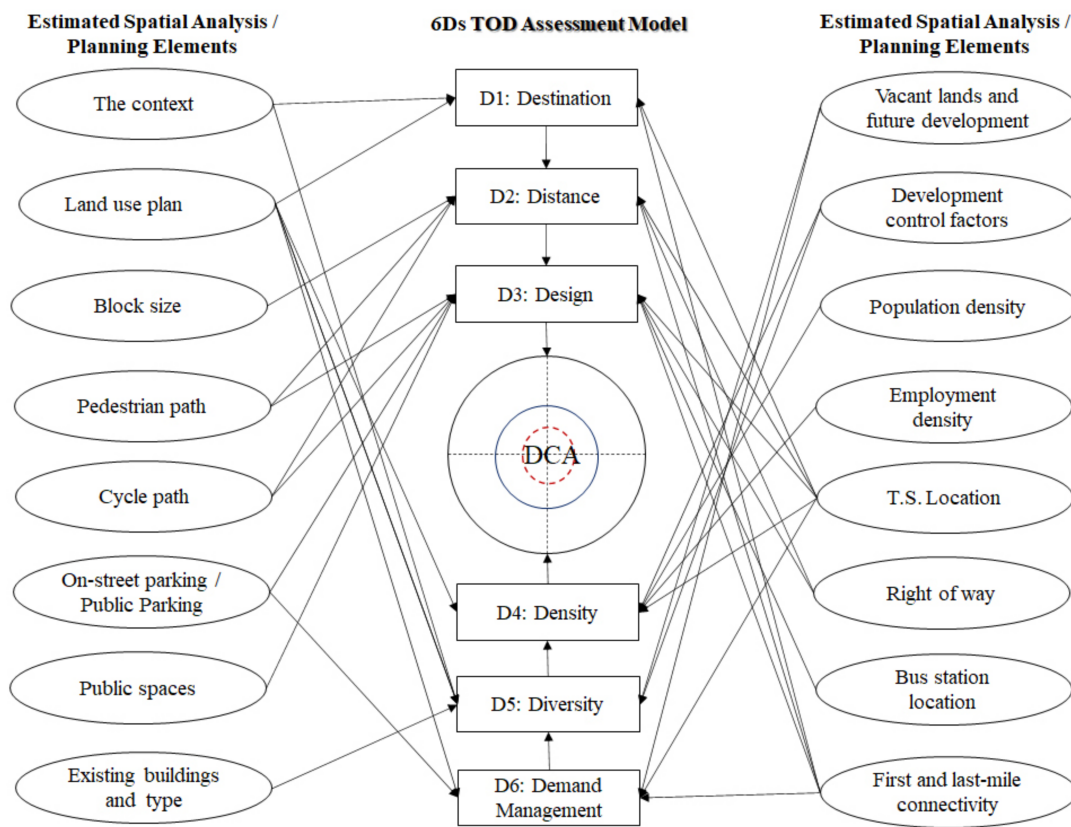 Estimated Spatial Analysis /
Planning Elements
The context
Land use plan
Block size
Pedestrian path
Cycle path
On-street parking /
Public Parking
Public spaces
Existing buildings
and type
6Ds TOD Assessment Model
D1: Destination
D2: Distance
D3: Design
DCA
D4: Density
D5: Diversity
D6: Demand
Management
Estimated Spatial Analysis /
Planning Elements
Vacant lands and
future development
Development
control factors
Population density
Employment
density
T.S. Location
Right of way
Bus station
location
First and last-mile
connectivity